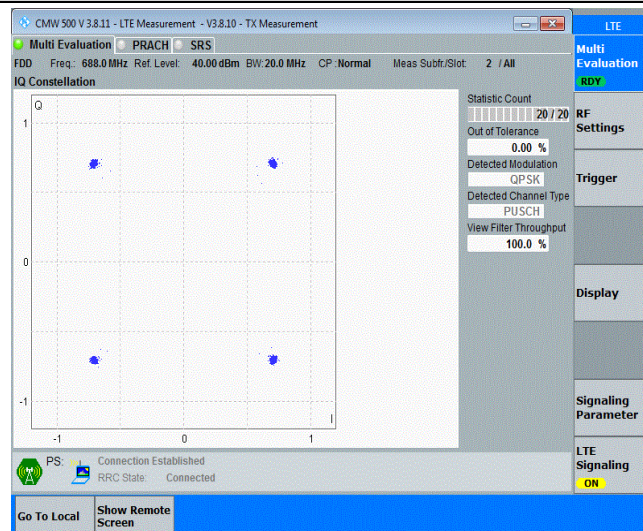 CMW 500 V 3.8.11 - LTE Measurement - V3.8.10 - TX Measurement
LTE
Multi Evaluation PRACH SRS
Multi
Evaluation
RDY
FDD Freq.: 688.0 MHz Ref. Level: 40.00 dBm BW: 20.0 MHz CP : Normal Meas Subfr./Slot: 2 / All
IQ Constellation
Q
1
0
-1
-1 0 1
I
Statistic Count
20 / 20
Out of Tolerance
0.00 %
Detected Modulation
QPSK
Detected Channel Type
PUSCH
View Filter Throughput
100.0 %
RF
Settings
Trigger
Display
Signaling
Parameter
LTE
Signaling
ON
PS: Connection Established
RRC State: Connected
Go To Local
Show Remote
Screen